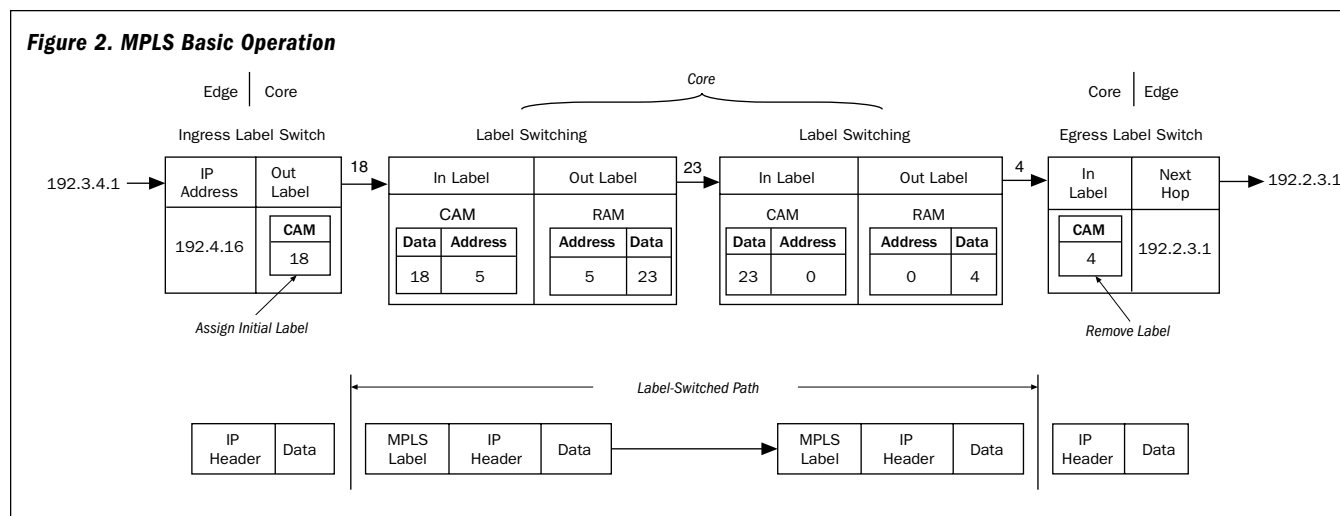 Figure 2. MPLS Basic Operation
Edge Core
Core
Core Edge
Ingress Label Switch
Label Switching
Label Switching
Egress Label Switch
192.3.4.1
IP Address
Out Label
192.4.16
CAM
18
Assign Initial Label
18
In Label
Out Label
CAM
RAM
Data Address
Address Data
18 5
5 23
23
In Label
Out Label
CAM
RAM
Data Address
Address Data
23 0
0 4
4
In Label
Next Hop
CAM
4
192.2.3.1
Remove Label
192.2.3.1
Label-Switched Path
IP Header
Data
MPLS Label
IP Header
Data
MPLS Label
IP Header
Data
IP Header
Data